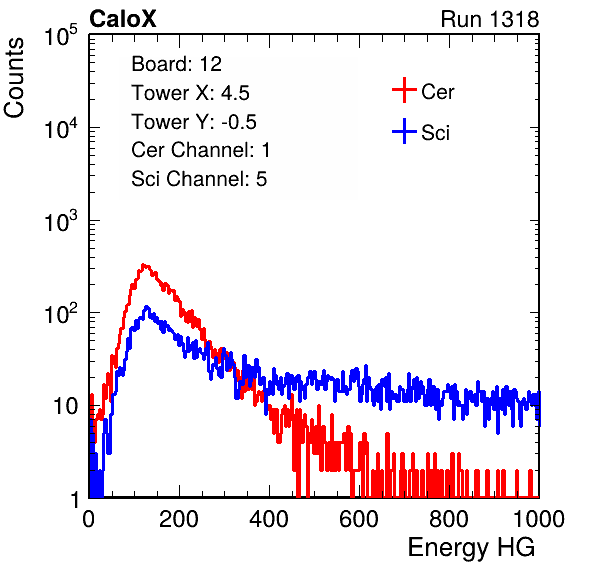 CaloX Run 1318
Counts
Board: 12
Tower X: 4.5
Tower Y: -0.5
Cer Channel: 1
Sci Channel: 5
Cer
Sci
10^5
10^4
10^3
10^2
10
1
0 200 400 600 800 1000
Energy HG